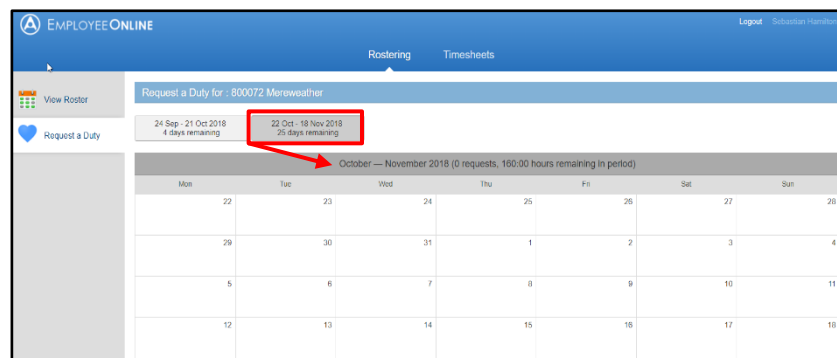 EMPLOYEEONLINE
Logout Sebastian Hamilton
Rostering Timesheets
View Roster
Request a Duty
Request a Duty for : 800072 Mereweather
24 Sep - 21 Oct 2018
4 days remaining
22 Oct - 18 Nov 2018
25 days remaining
October — November 2018 (0 requests, 160:00 hours remaining in period)
Mon Tue Wed Thu Fri Sat Sun
22 23 24 25 26 27 28
29 30 31 1 2 3 4
5 6 7 8 9 10 11
12 13 14 15 16 17 18